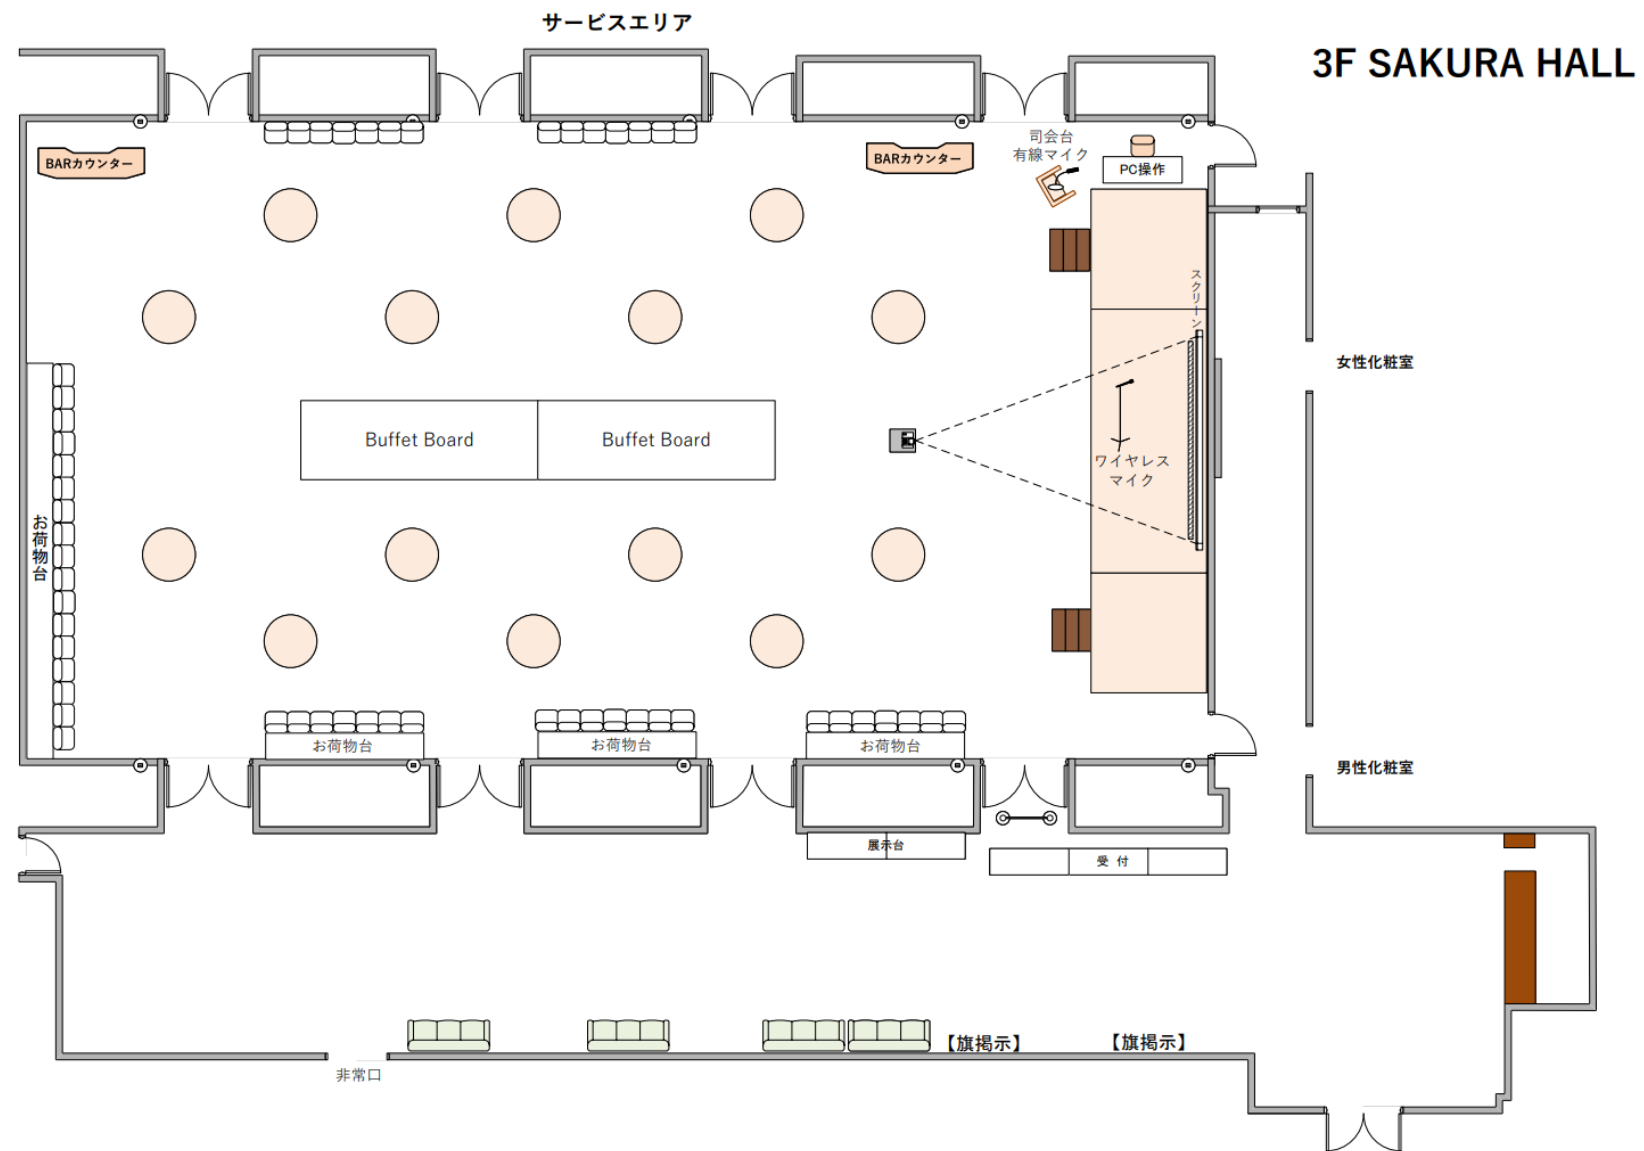 サービスエリア
3F SAKURA HALL
BARカウンター
BARカウンター
司会台
有線マイク
PC操作
スクリーン
女性化粧室
Buffet Board
Buffet Board
ワイヤレス
マイク
お荷物台
お荷物台
お荷物台
お荷物台
男性化粧室
展示台
受 付
【旗掲示】
【旗掲示】
非常口